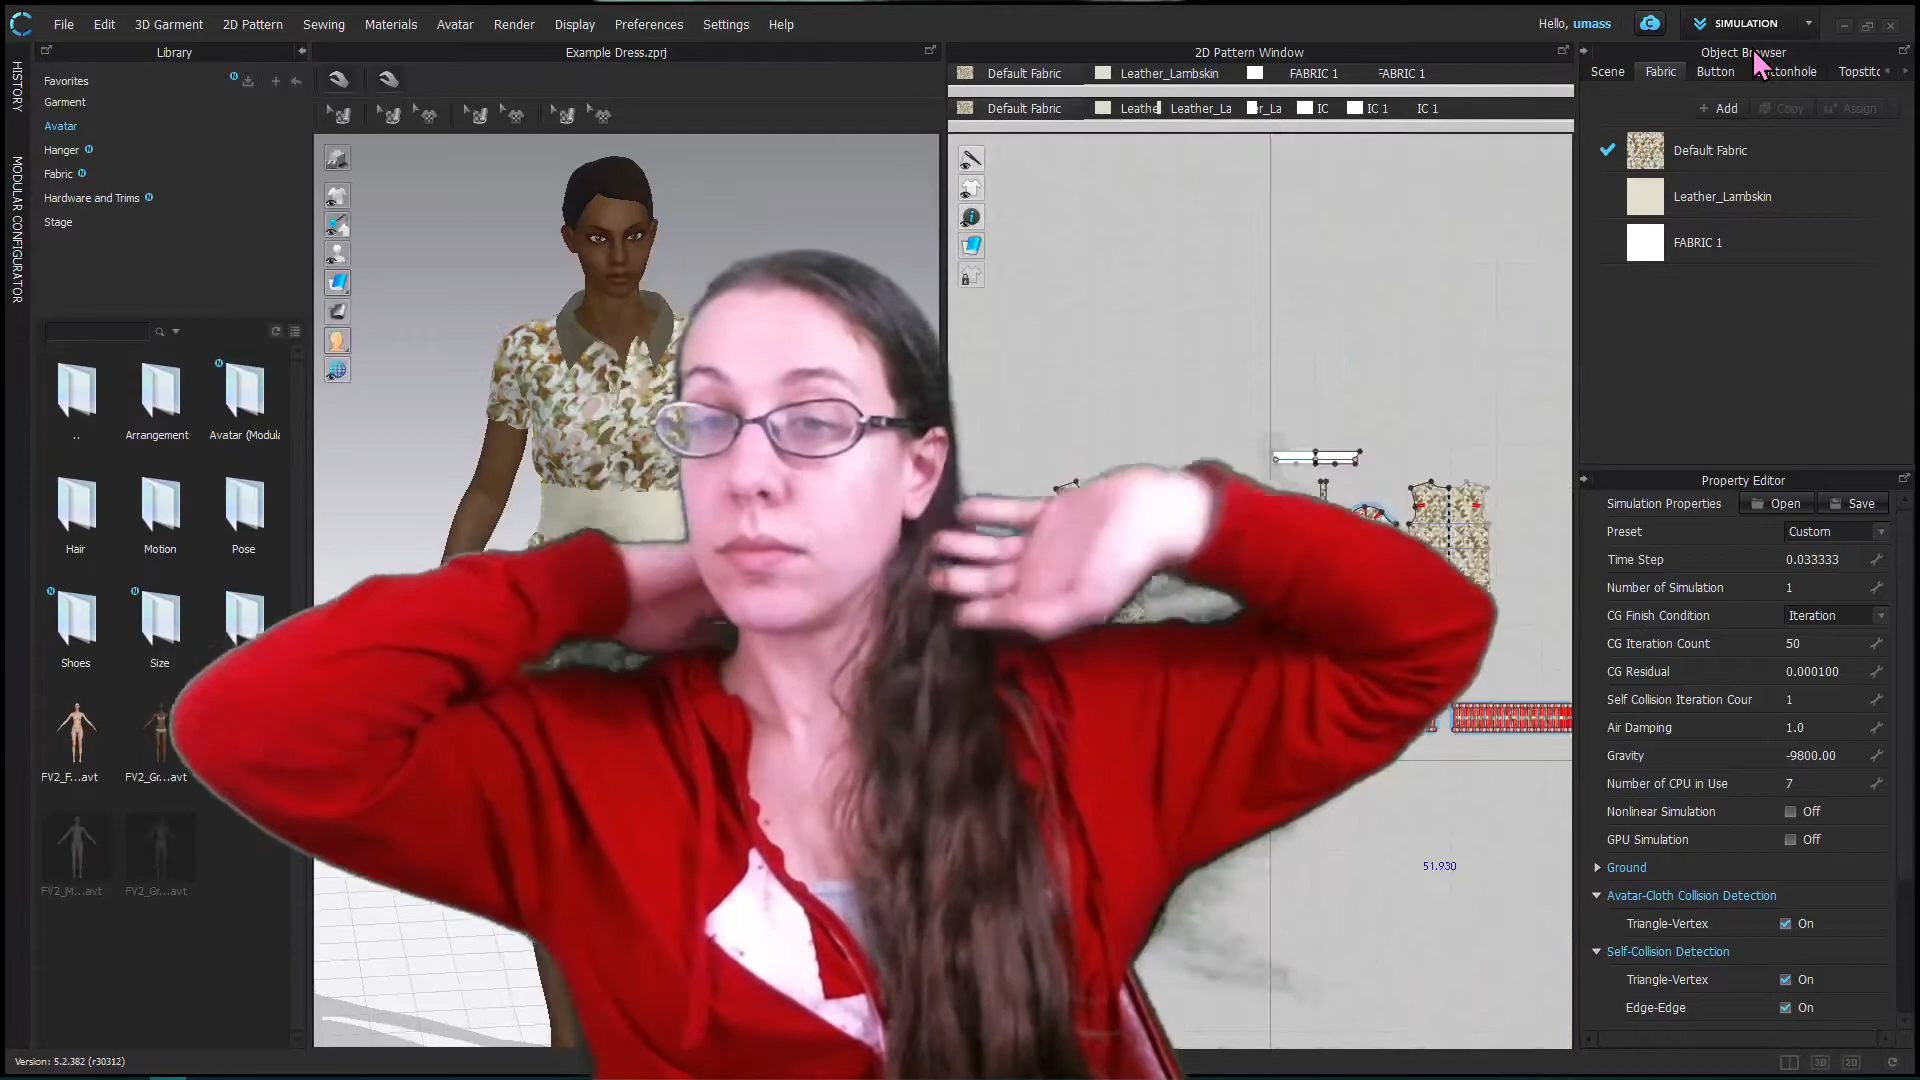 File Edit 3D Garment 2D Pattern Sewing Materials Avatar Render Display Preferences Settings Help
Hello, umass
SIMULATION
Library
Example Dress.zprj
2D Pattern Window
Object Browser
HISTORY
MODULAR CONFIGURATOR
Favorites
Garment
Avatar
Hanger
Fabric
Hardware and Trims
Stage
..
Arrangement
Avatar (Modula
Hair
Motion
Pose
Shoes
Size
FV2_F...avt
FV2_Gr...avt
FV2_M...avt
FV2_Gr...avt
Default Fabric Leather_Lambskin FABRIC 1 FABRIC 1
Default Fabric Leathe Leather_La er_La IC IC 1 IC 1
51.930
Scene Fabric Button tonhole Topstitc
+ Add Copy Assign
Default Fabric
Leather_Lambskin
FABRIC 1
Property Editor
Simulation Properties Open Save
Preset Custom
Time Step 0.033333
Number of Simulation 1
CG Finish Condition Iteration
CG Iteration Count 50
CG Residual 0.000100
Self Collision Iteration Cour 1
Air Damping 1.0
Gravity -9800.00
Number of CPU in Use 7
Nonlinear Simulation Off
GPU Simulation Off
Ground
Avatar-Cloth Collision Detection
Triangle-Vertex On
Self-Collision Detection
Triangle-Vertex On
Edge-Edge On
Version: 5.2.382 (r30312)
3D 2D